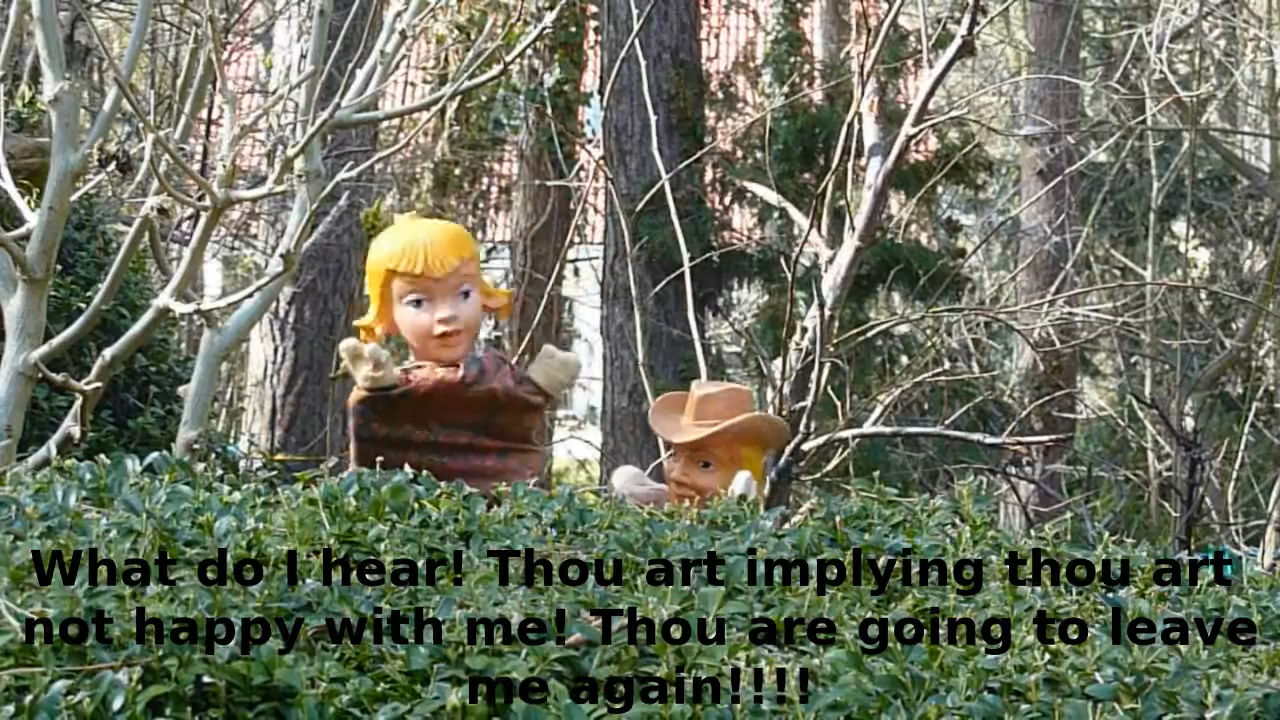 What do I hear! Thou art implying thou art
not happy with me! Thou are going to leave
me again!!!!